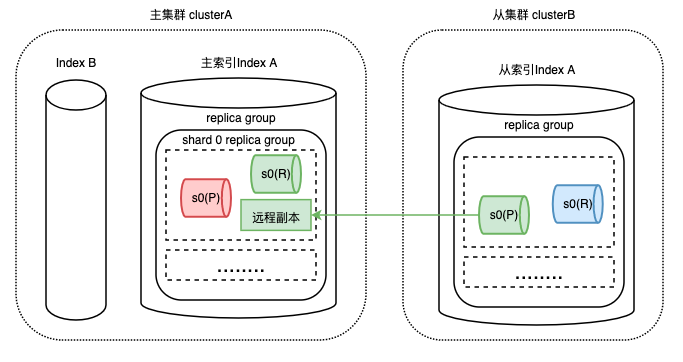 主集群 clusterA
从集群 clusterB
Index B
主索引Index A
replica group
shard 0 replica group
s0(R)
s0(P)
远程副本
........
从索引Index A
replica group
s0(P)
s0(R)
........